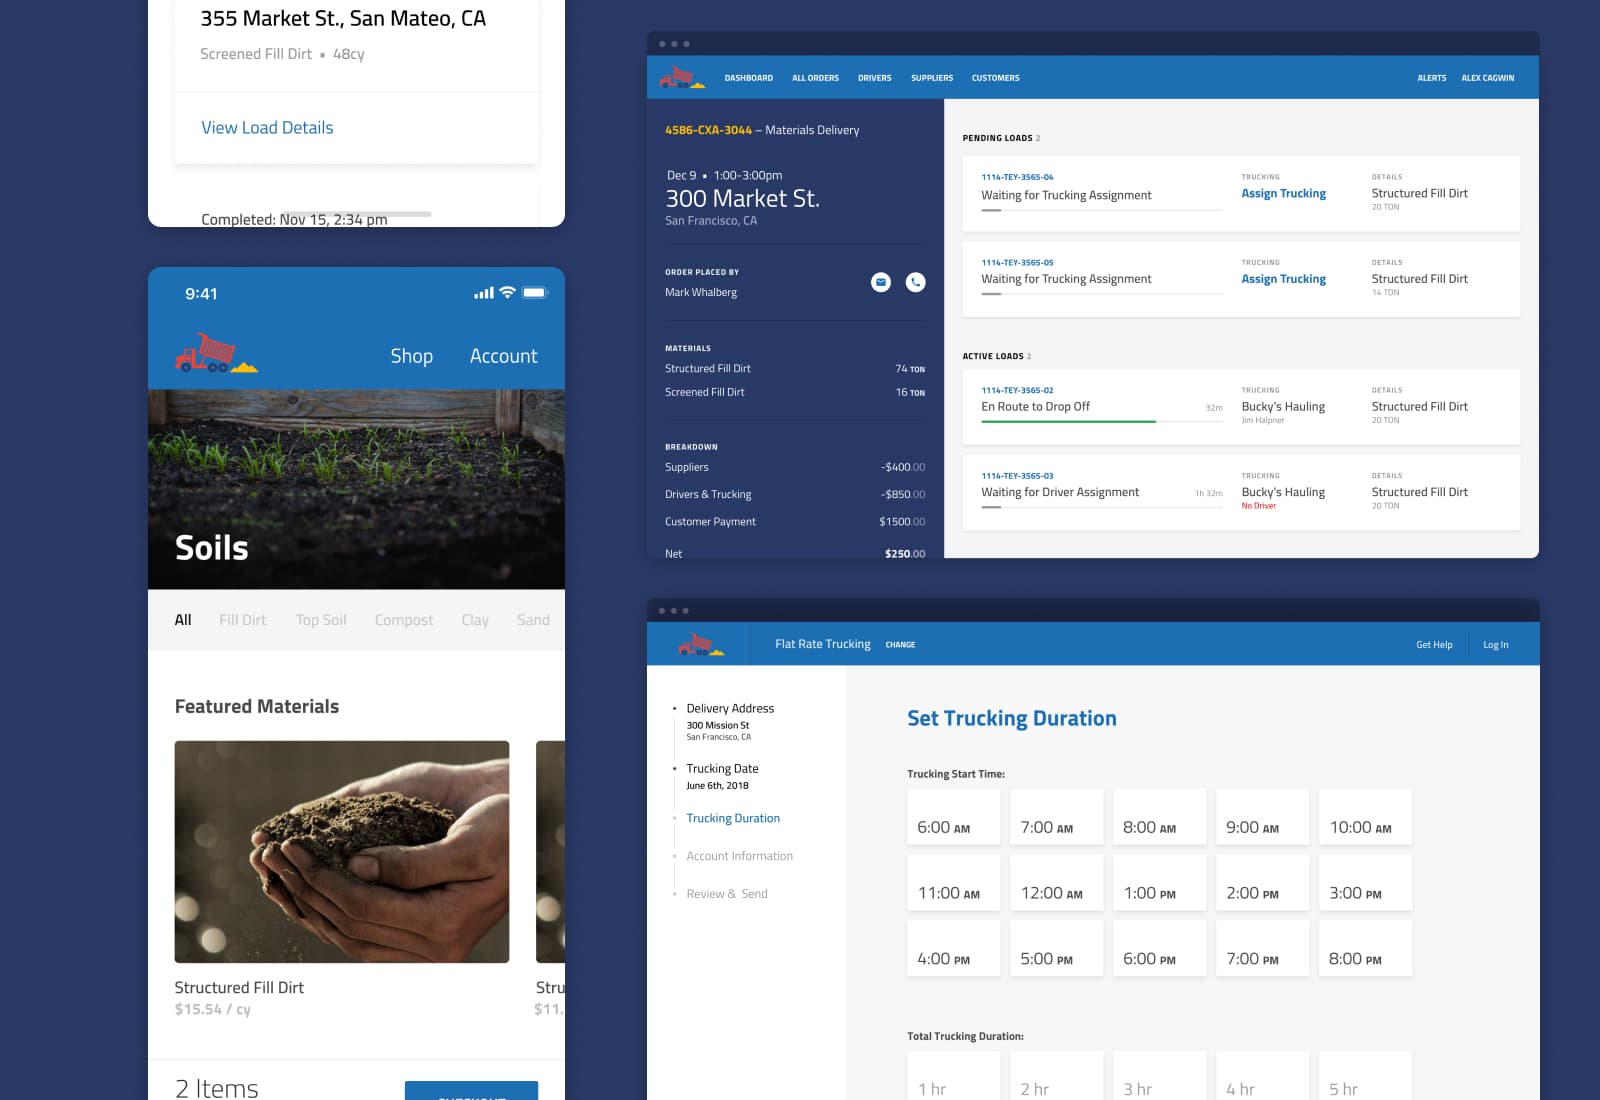 355 Market St., San Mateo, CA
Screened Fill Dirt • 48cy
View Load Details
Completed: Nov 15, 2:34 pm
9:41
Shop Account
Soils
All Fill Dirt Top Soil Compost Clay Sand
Featured Materials
Structured Fill Dirt
$15.54 / cy
Stru
$11.
2 Items
DASHBOARD ALL ORDERS DRIVERS SUPPLIERS CUSTOMERS ALERTS ALEX CAGWIN
4586-CXA-3044 – Materials Delivery
Dec 9 • 1:00-3:00pm
300 Market St.
San Francisco, CA
ORDER PLACED BY
Mark Whalberg
MATERIALS
Structured Fill Dirt 74 TON
Screened Fill Dirt 16 TON
BREAKDOWN
Suppliers -$400.00
Drivers & Trucking -$850.00
Customer Payment $1500.00
Net $250.00
PENDING LOADS 2
1114-TEY-3565-04 TRUCKING DETAILS
Waiting for Trucking Assignment Assign Trucking Structured Fill Dirt
20 TON
1114-TEY-3565-05 TRUCKING DETAILS
Waiting for Trucking Assignment Assign Trucking Structured Fill Dirt
14 TON
ACTIVE LOADS 2
1114-TEY-3565-02 TRUCKING DETAILS
En Route to Drop Off 32m Bucky's Hauling Structured Fill Dirt
Jim Halpner 20 TON
1114-TEY-3565-03 TRUCKING DETAILS
Waiting for Driver Assignment 1h 32m Bucky's Hauling Structured Fill Dirt
No Driver 20 TON
Flat Rate Trucking CHANGE Get Help Log In
Delivery Address
300 Mission St
San Francisco, CA
Trucking Date
June 6th, 2018
Trucking Duration
Account Information
Review & Send
Set Trucking Duration
Trucking Start Time:
6:00 AM 7:00 AM 8:00 AM 9:00 AM 10:00 AM
11:00 AM 12:00 AM 1:00 PM 2:00 PM 3:00 PM
4:00 PM 5:00 PM 6:00 PM 7:00 PM 8:00 PM
Total Trucking Duration:
1 hr 2 hr 3 hr 4 hr 5 hr